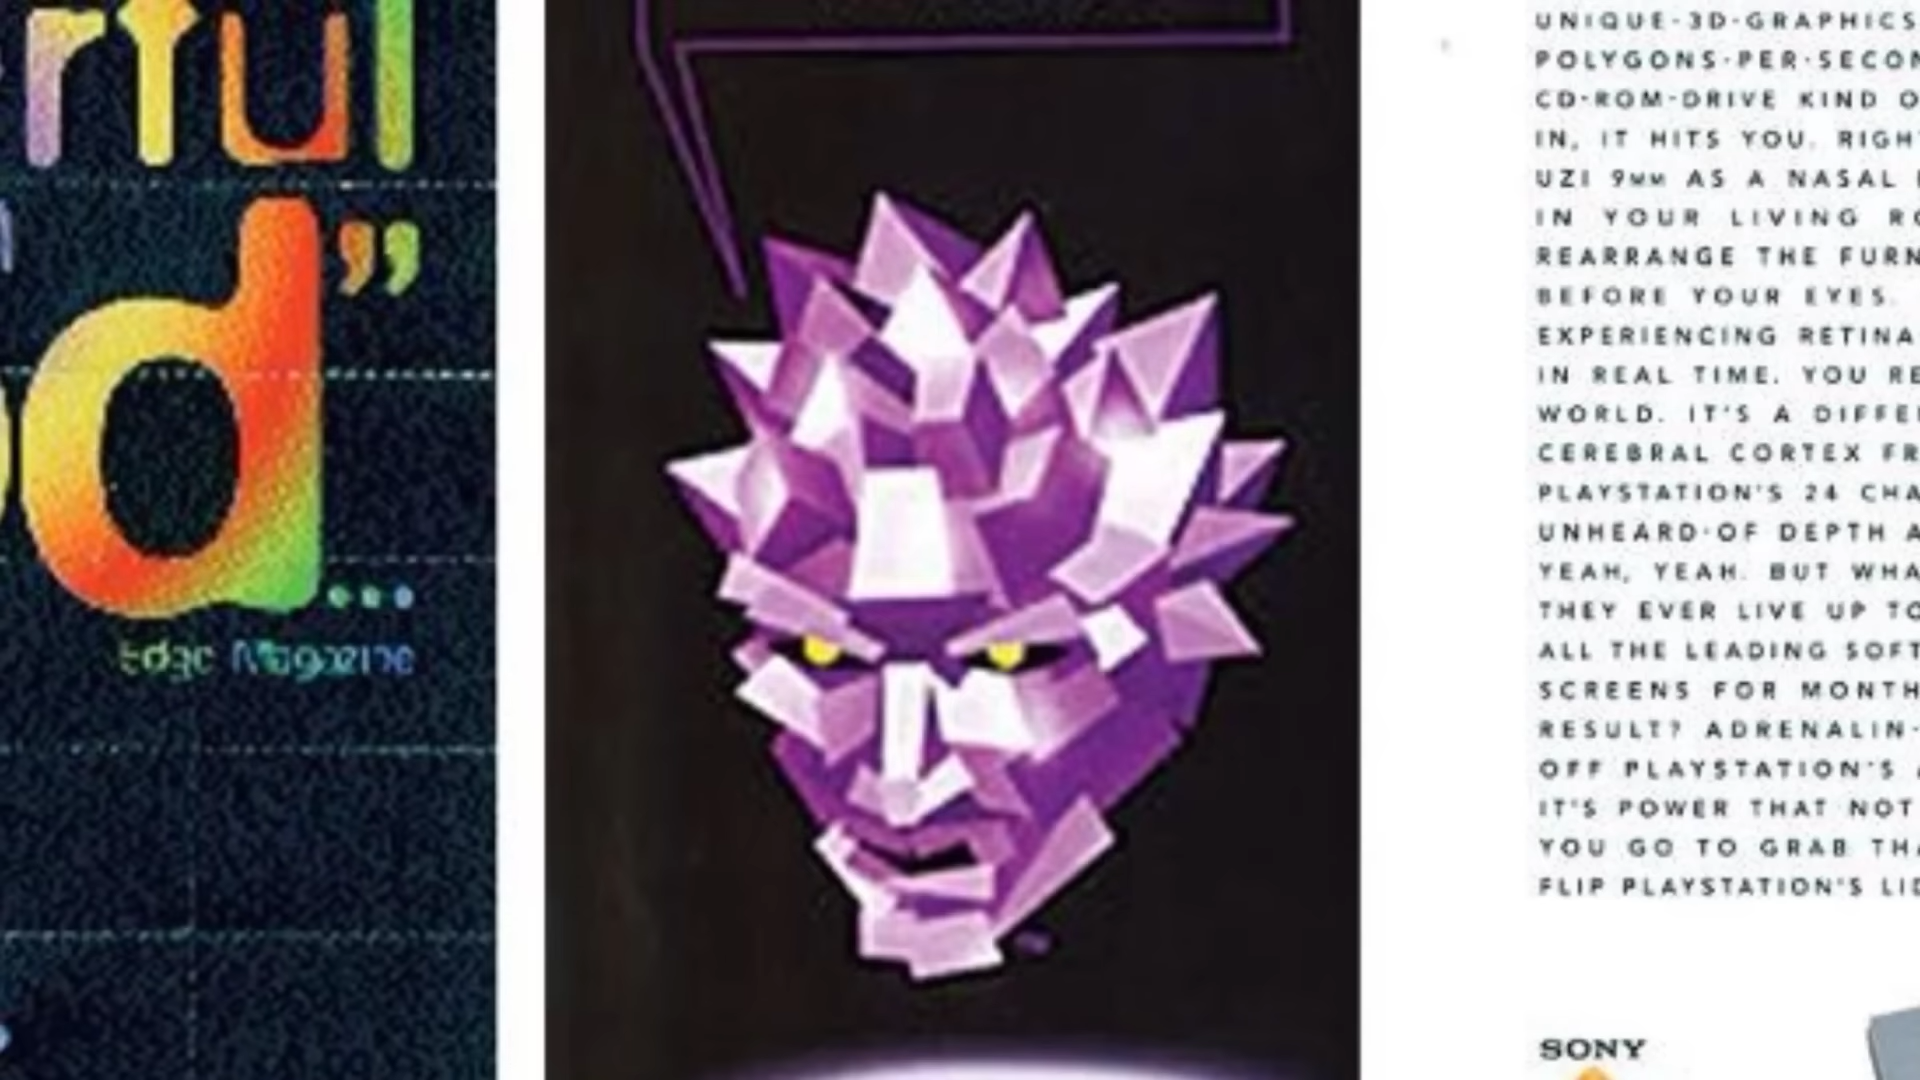 rful
d”
...
Edge Magazine
UNIQUE·3D·GRAPHICS
POLYGONS·PER·SECON
CD·ROM·DRIVE KIND O
IN, IT HITS YOU. RIGH
UZI 9MM AS A NASAL
IN YOUR LIVING RO
REARRANGE THE FURN
BEFORE YOUR EYES.
EXPERIENCING RETINA
IN REAL TIME. YOU RE
WORLD. IT'S A DIFFE
CEREBRAL CORTEX FR
PLAYSTATION'S 24 CHA
UNHEARD·OF DEPTH A
YEAH, YEAH. BUT WHA
THEY EVER LIVE UP TO
ALL THE LEADING SOFT
SCREENS FOR MONTH
RESULT? ADRENALIN·
OFF PLAYSTATION'S
IT'S POWER THAT NOT
YOU GO TO GRAB THA
FLIP PLAYSTATION'S LID
SONY